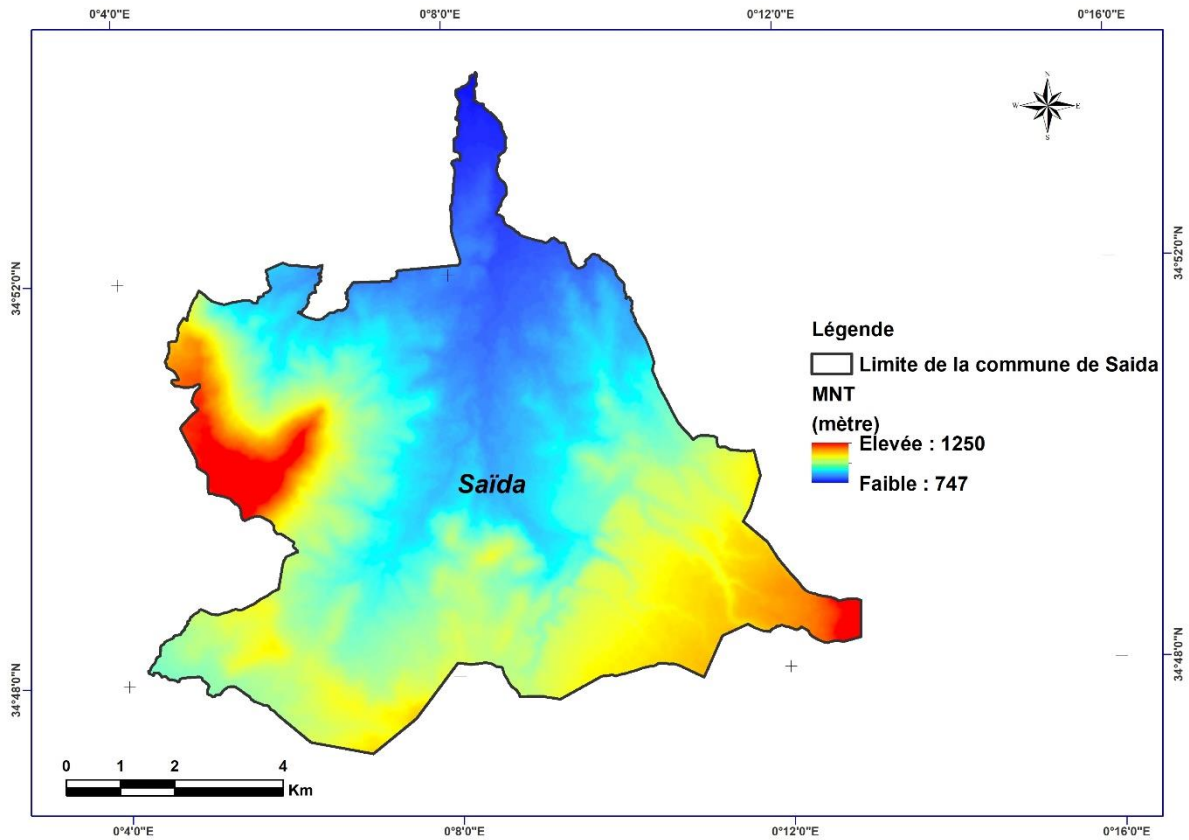 0°4'0"E 0°8'0"E 0°12'0"E 0°16'0"E
N
W E
S
34°52'0"N
34°52'0"N
Légende
Limite de la commune de Saida
MNT
(mètre)
Elevée : 1250
Faible : 747
Saïda
34°48'0"N
34°48'0"N
0 1 2 4
Km
0°4'0"E 0°8'0"E 0°12'0"E 0°16'0"E